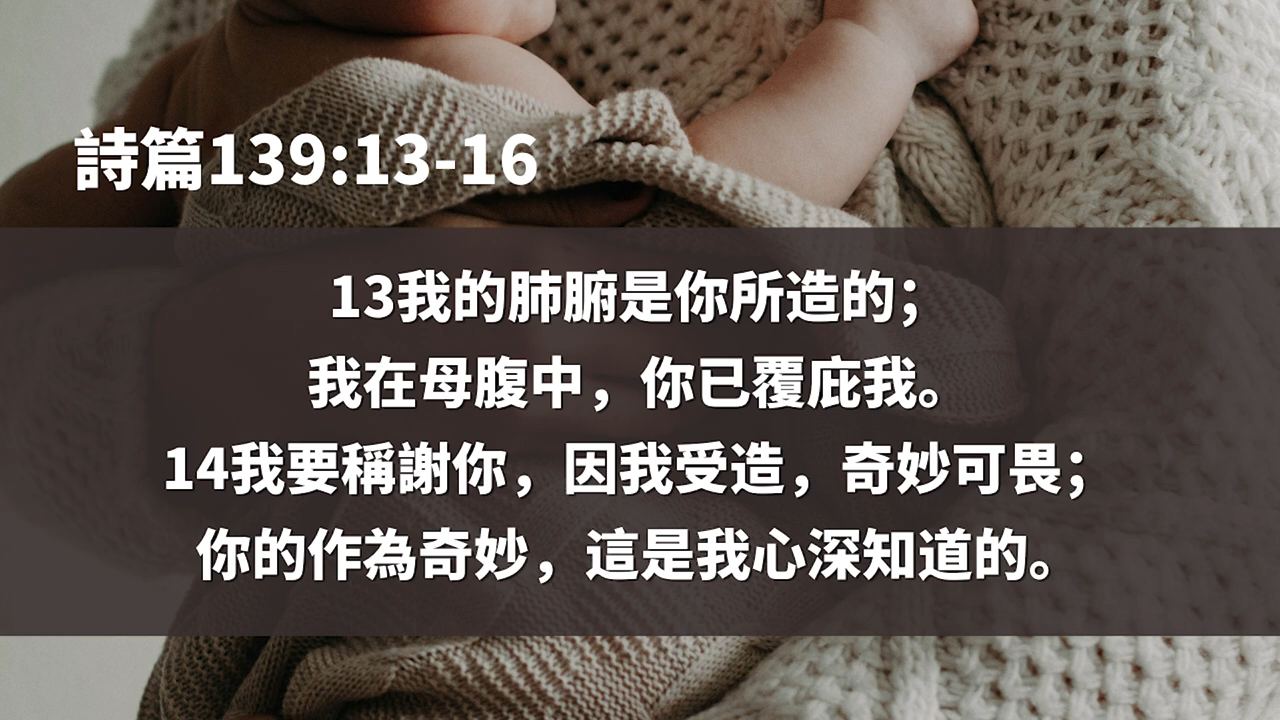 詩篇139:13-16
13我的肺腑是你所造的；
我在母腹中，你已覆庇我。
14我要稱謝你，因我受造，奇妙可畏；
你的作為奇妙，這是我心深知道的。